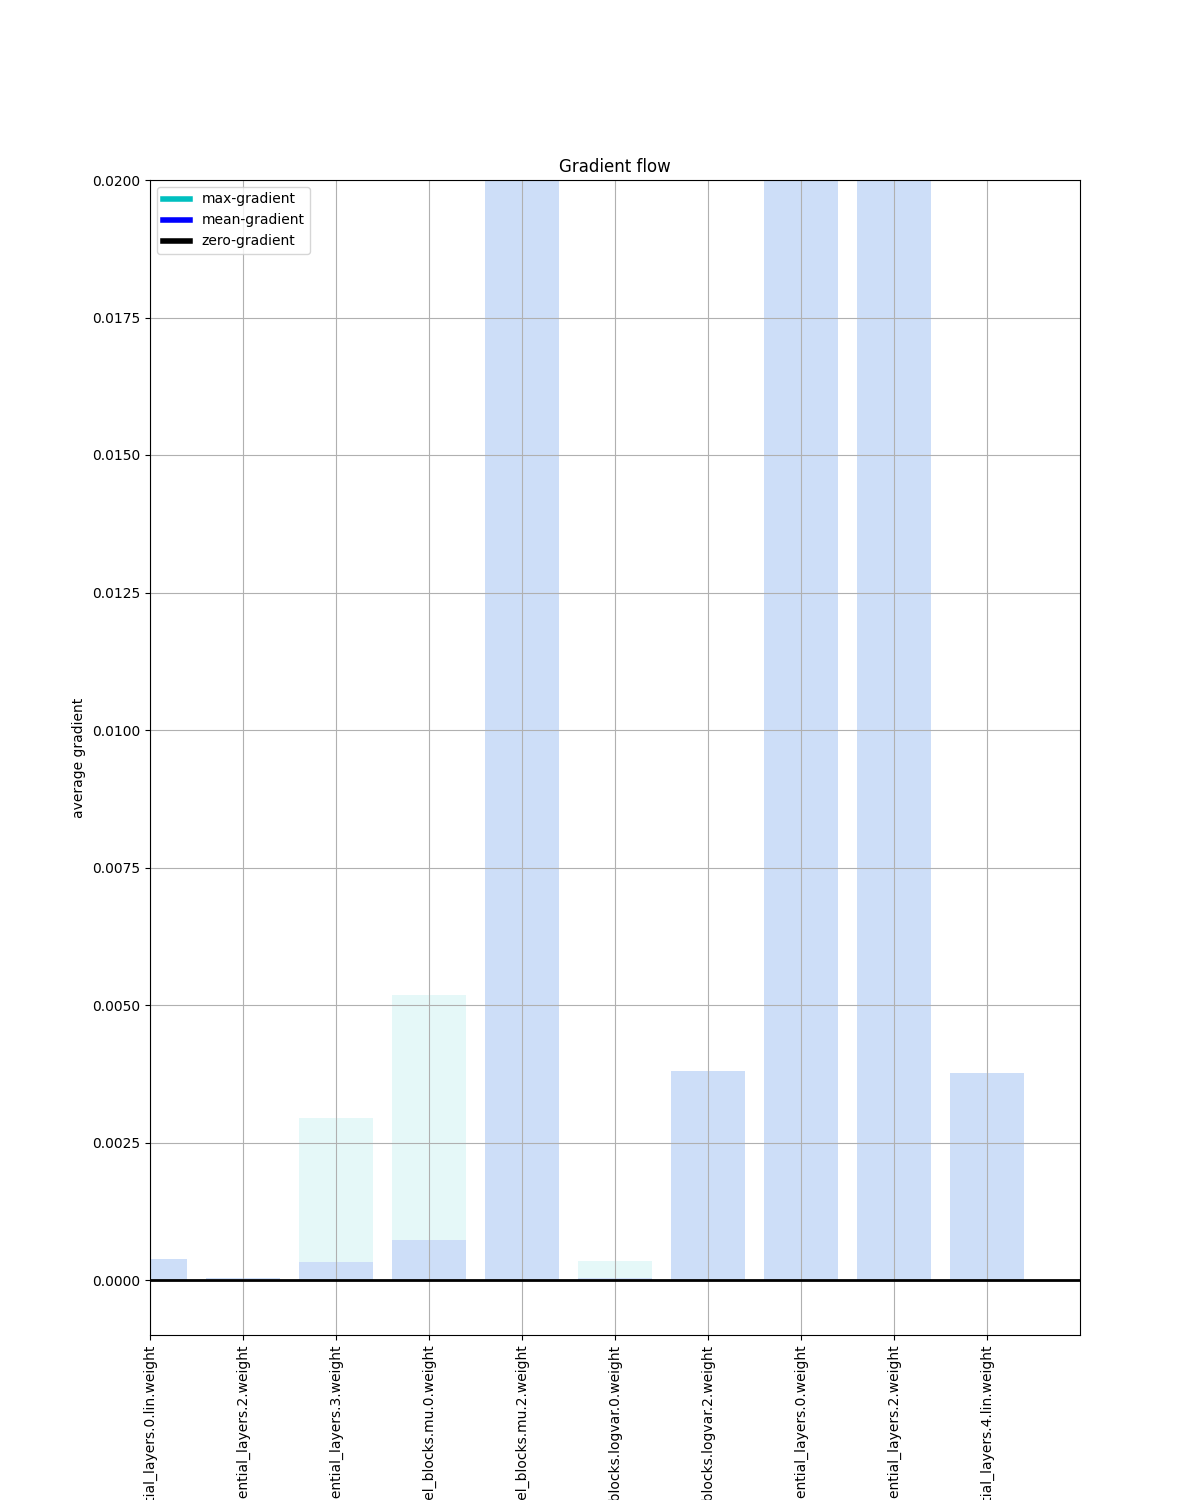 Gradient flow
max-gradient
mean-gradient
zero-gradient
0.0200
0.0175
0.0150
0.0125
0.0100
0.0075
0.0050
0.0025
0.0000
average gradient
tial_layers.0.lin.weight
ential_layers.2.weight
ential_layers.3.weight
el_blocks.mu.0.weight
el_blocks.mu.2.weight
blocks.logvar.0.weight
blocks.logvar.2.weight
ential_layers.0.weight
ential_layers.2.weight
tial_layers.4.lin.weight